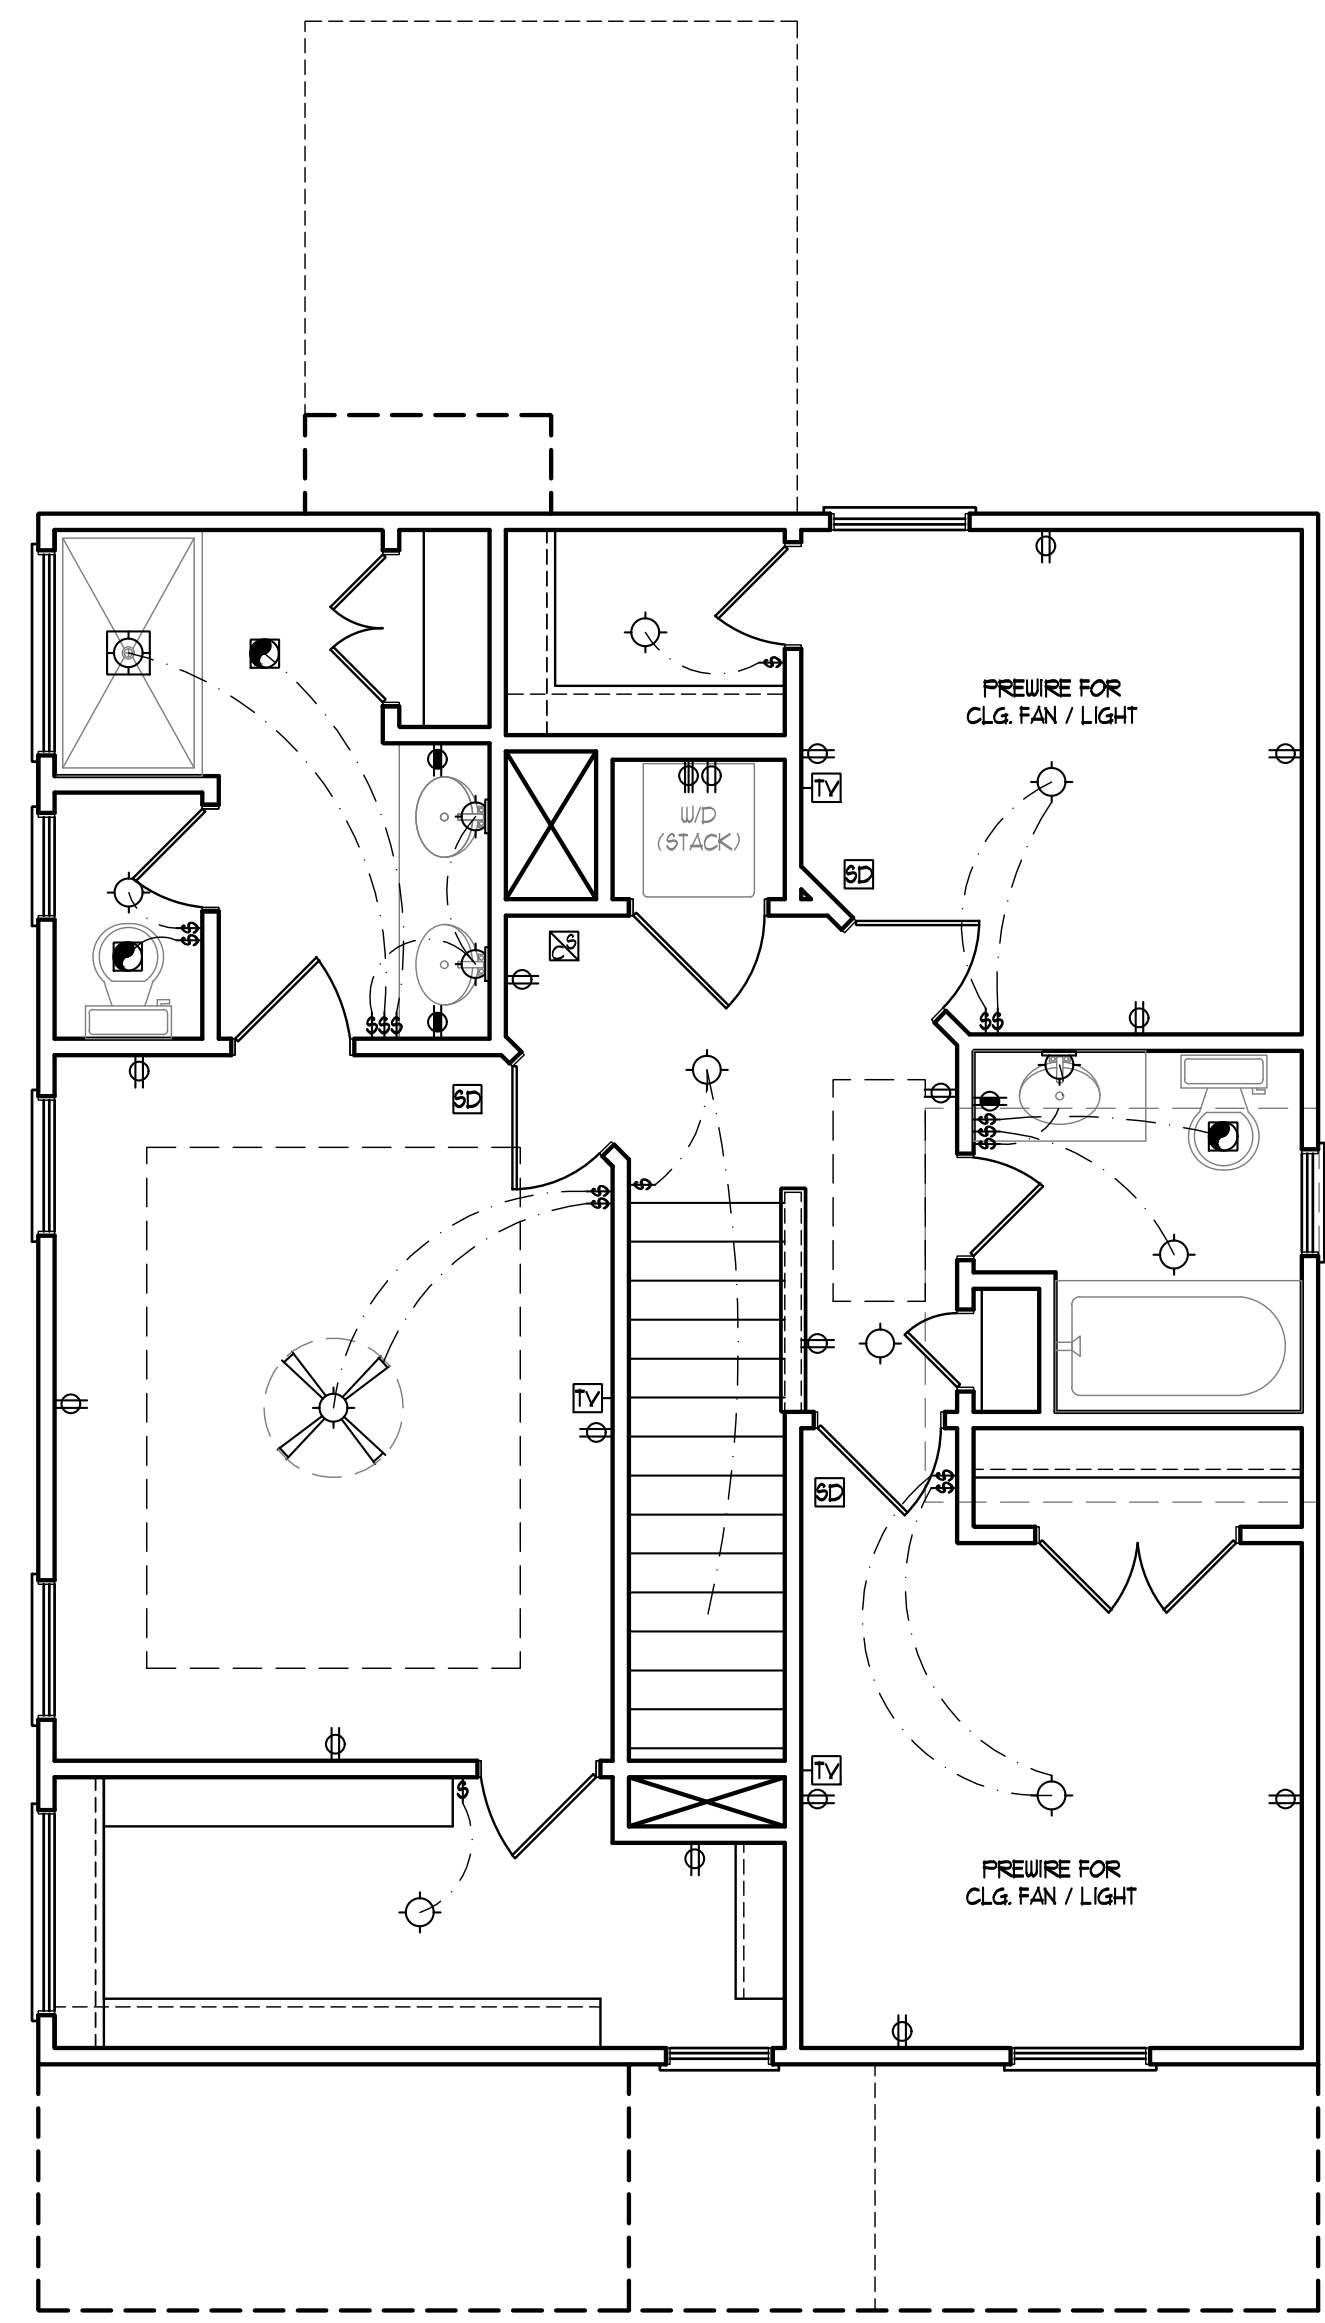 $
PREWIRE FOR
CLG. FAN / LIGHT
TV
W/D
(STACK)
SD
$$
S
C
$$$
$$
SD
$$$
$
$$
TV
$$
SD
TV
$
PREWIRE FOR
CLG. FAN / LIGHT